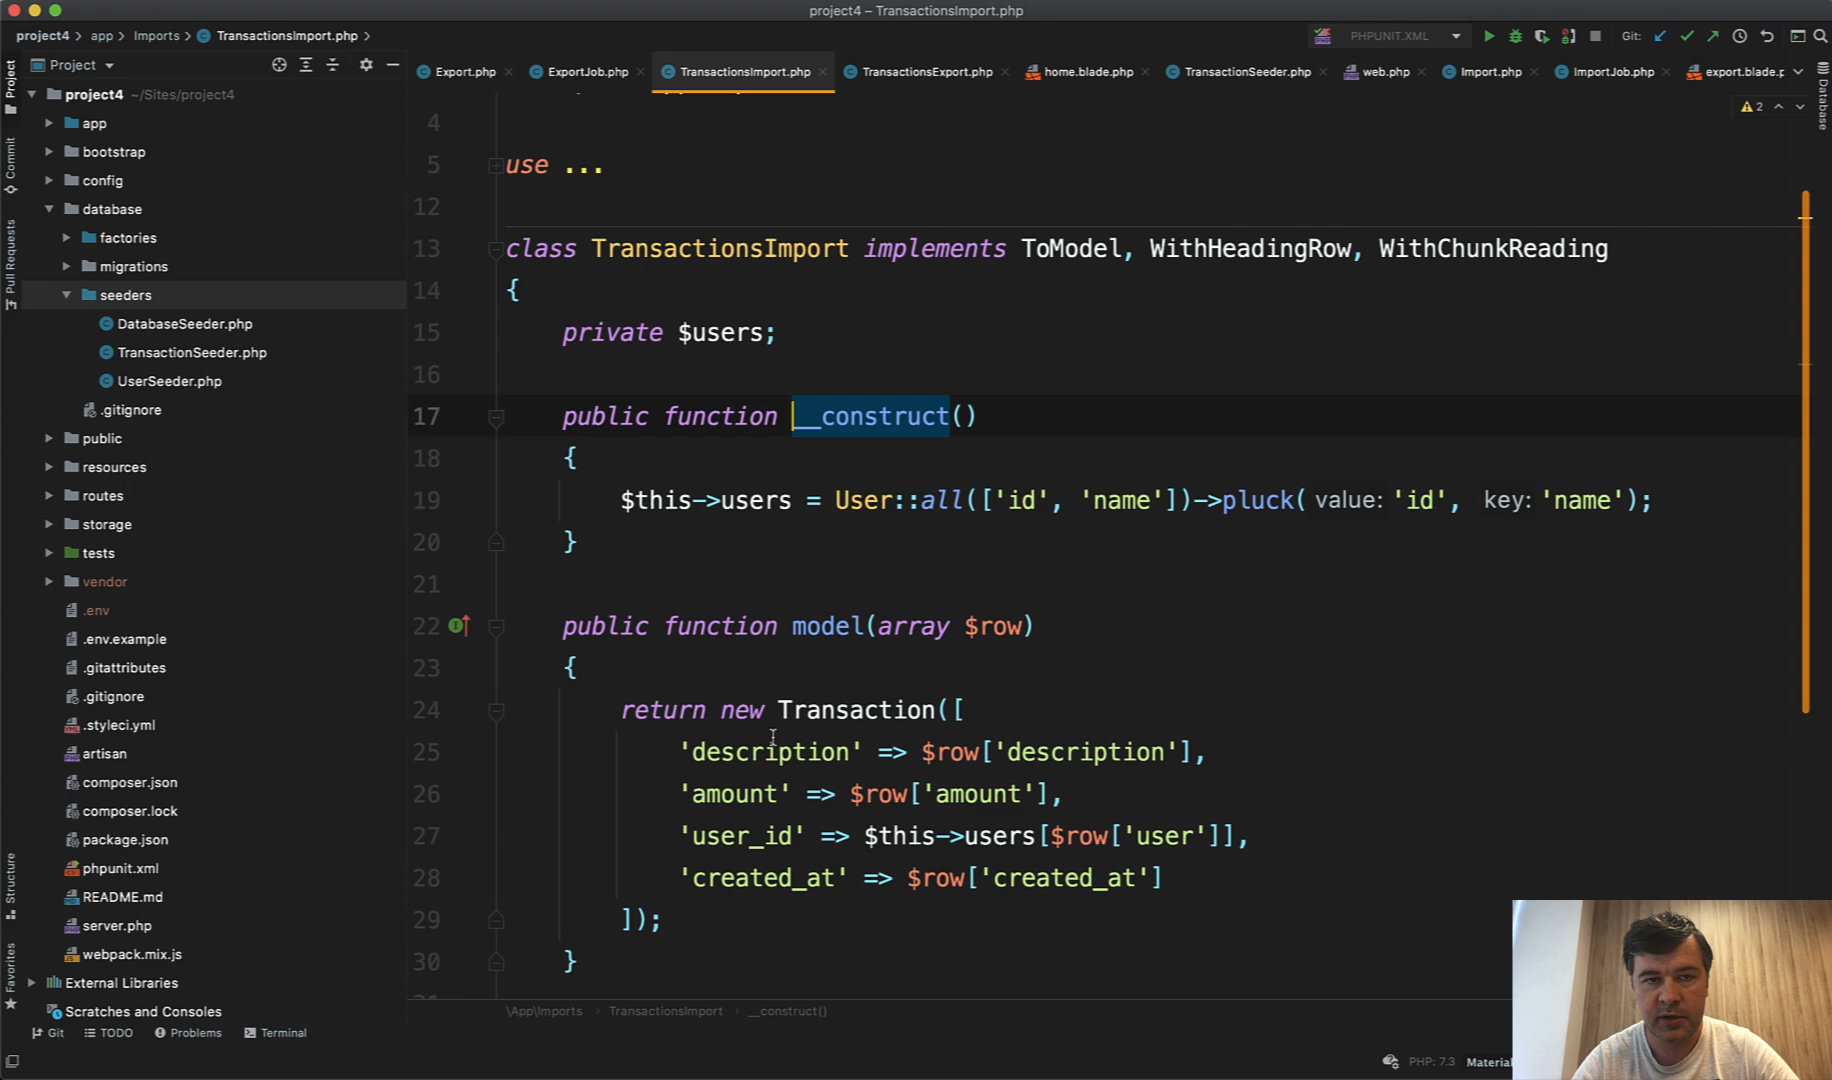 project4 – TransactionsImport.php
project4 app Imports TransactionsImport.php
PHPUNIT.XML Git:
Project
Export.php ExportJob.php TransactionsImport.php TransactionsExport.php home.blade.php TransactionSeeder.php web.php Import.php ImportJob.php export.blade.p
Project
Commit
Pull Requests
Structure
Favorites
Database
2
project4 ~/Sites/project4
app
bootstrap
config
database
factories
migrations
seeders
DatabaseSeeder.php
TransactionSeeder.php
UserSeeder.php
.gitignore
public
resources
routes
storage
tests
vendor
.env
.env.example
.gitattributes
.gitignore
.styleci.yml
artisan
composer.json
composer.lock
package.json
phpunit.xml
README.md
server.php
webpack.mix.js
External Libraries
Scratches and Consoles
4
5 use ...
12
13 class TransactionsImport implements ToModel, WithHeadingRow, WithChunkReading
14 {
15 private $users;
16
17 public function __construct()
18 {
19 $this->users = User::all(['id', 'name'])->pluck( value: 'id', key: 'name');
20 }
21
22 public function model(array $row)
23 {
24 return new Transaction([
25 'description' => $row['description'],
26 'amount' => $row['amount'],
27 'user_id' => $this->users[$row['user']],
28 'created_at' => $row['created_at']
29 ]);
30 }
\App\Imports TransactionsImport __construct()
Git TODO Problems Terminal
PHP: 7.3 Material